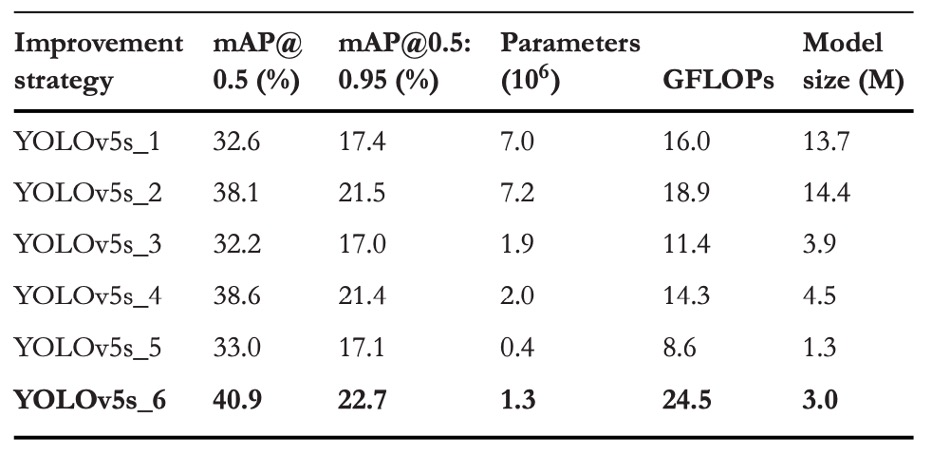 Improvement strategy mAP@ 0.5 (%) mAP@0.5: 0.95 (%) Parameters (10⁶) GFLOPs Model size (M)
YOLOv5s_1 32.6 17.4 7.0 16.0 13.7
YOLOv5s_2 38.1 21.5 7.2 18.9 14.4
YOLOv5s_3 32.2 17.0 1.9 11.4 3.9
YOLOv5s_4 38.6 21.4 2.0 14.3 4.5
YOLOv5s_5 33.0 17.1 0.4 8.6 1.3
YOLOv5s_6 40.9 22.7 1.3 24.5 3.0